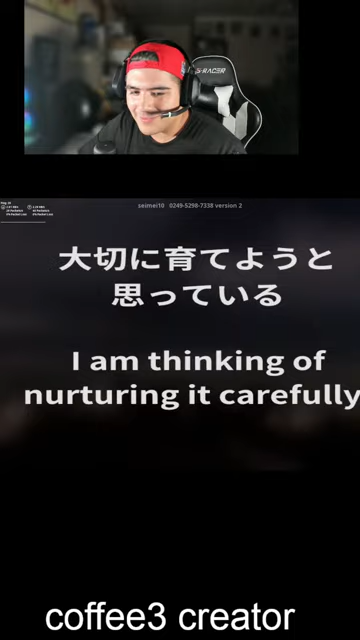 S-RACER
seimei10 0249-5298-7338 version 2
大切に育てようと
思っている
I am thinking of
nurturing it carefully
coffee3 creator